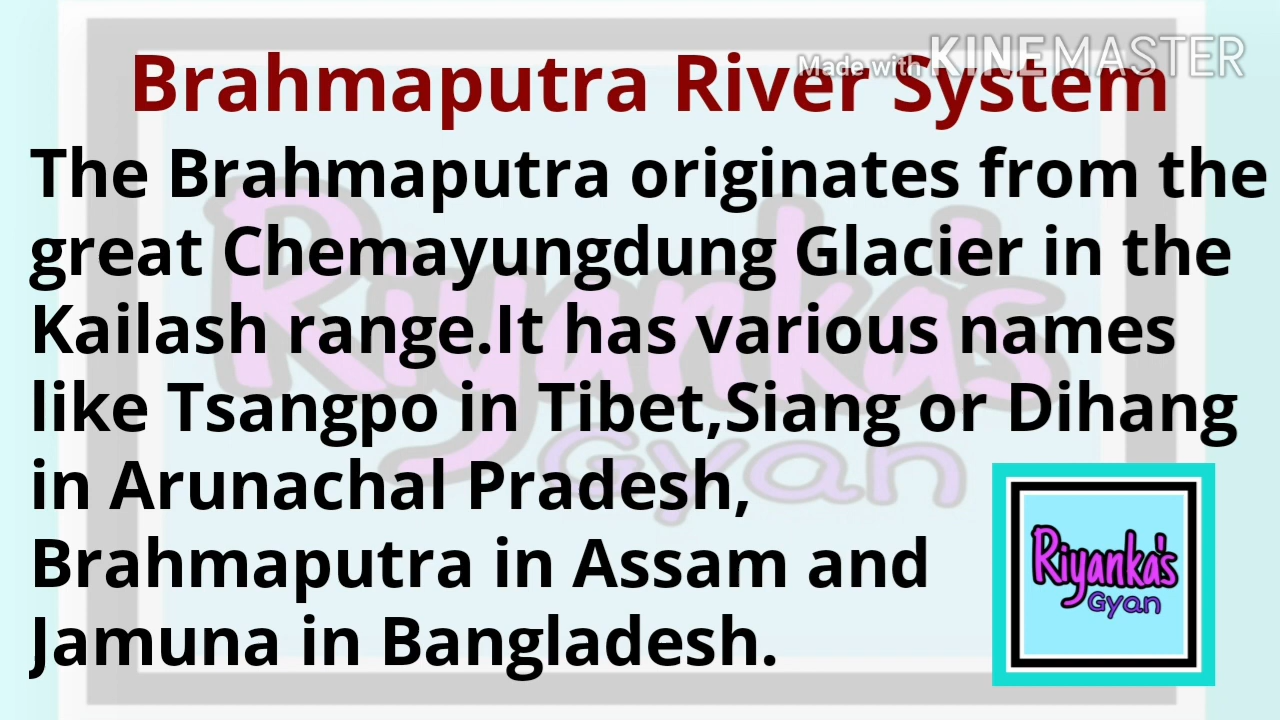 Made with KINEMASTER
Brahmaputra River System
The Brahmaputra originates from the
great Chemayungdung Glacier in the
Kailash range.It has various names
like Tsangpo in Tibet,Siang or Dihang
in Arunachal Pradesh,
Brahmaputra in Assam and
Jamuna in Bangladesh.
Riyanka's
Gyan
Riyanka's
Gyan